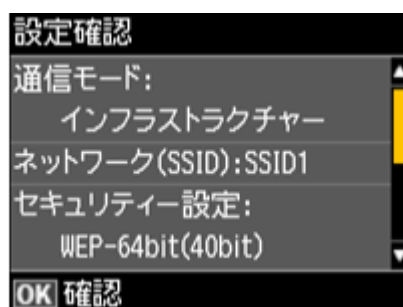 設定確認
通信モード:
インフラストラクチャー
ネットワーク(SSID):SSID1
セキュリティー設定:
WEP-64bit(40bit)
OK 確認